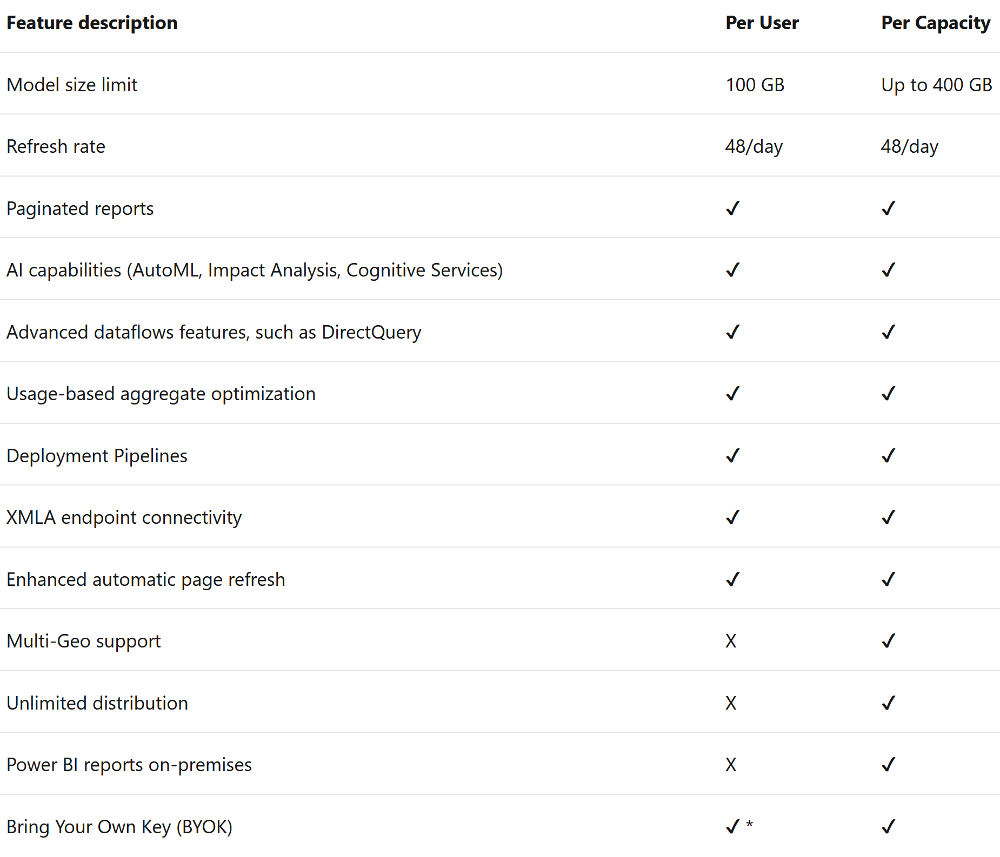 Feature description Per User Per Capacity
Model size limit 100 GB Up to 400 GB
Refresh rate 48/day 48/day
Paginated reports ✓ ✓
AI capabilities (AutoML, Impact Analysis, Cognitive Services) ✓ ✓
Advanced dataflows features, such as DirectQuery ✓ ✓
Usage-based aggregate optimization ✓ ✓
Deployment Pipelines ✓ ✓
XMLA endpoint connectivity ✓ ✓
Enhanced automatic page refresh ✓ ✓
Multi-Geo support X ✓
Unlimited distribution X ✓
Power BI reports on-premises X ✓
Bring Your Own Key (BYOK) ✓ * ✓